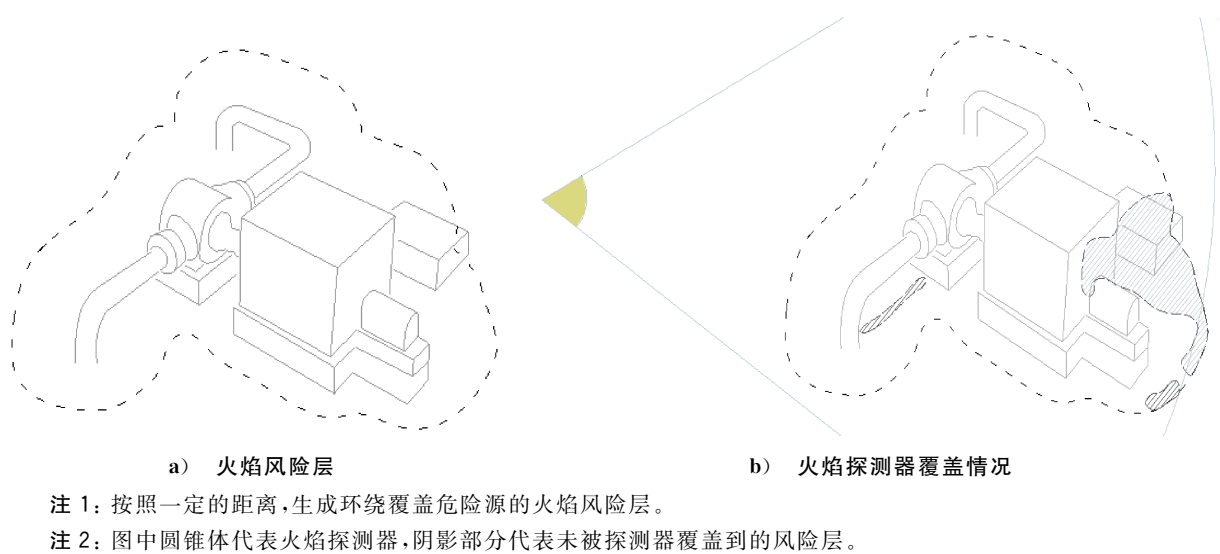 a) 火焰风险层
b) 火焰探测器覆盖情况
注 1：按照一定的距离,生成环绕覆盖危险源的火焰风险层。
注 2：图中圆锥体代表火焰探测器,阴影部分代表未被探测器覆盖到的风险层。